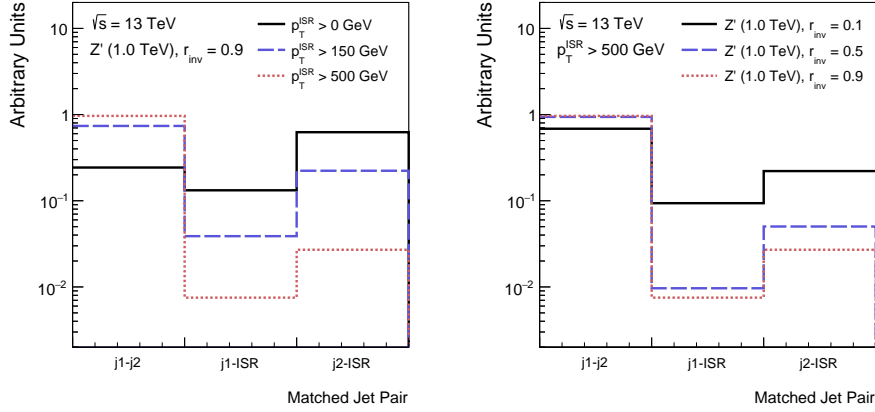 Arbitrary Units
10
1
10⁻¹
10⁻²
√s = 13 TeV
Z' (1.0 TeV), r_inv = 0.9
p_T^ISR > 0 GeV
p_T^ISR > 150 GeV
p_T^ISR > 500 GeV
j1-j2 j1-ISR j2-ISR
Matched Jet Pair
Arbitrary Units
10
1
10⁻¹
10⁻²
√s = 13 TeV
p_T^ISR > 500 GeV
Z' (1.0 TeV), r_inv = 0.1
Z' (1.0 TeV), r_inv = 0.5
Z' (1.0 TeV), r_inv = 0.9
j1-j2 j1-ISR j2-ISR
Matched Jet Pair